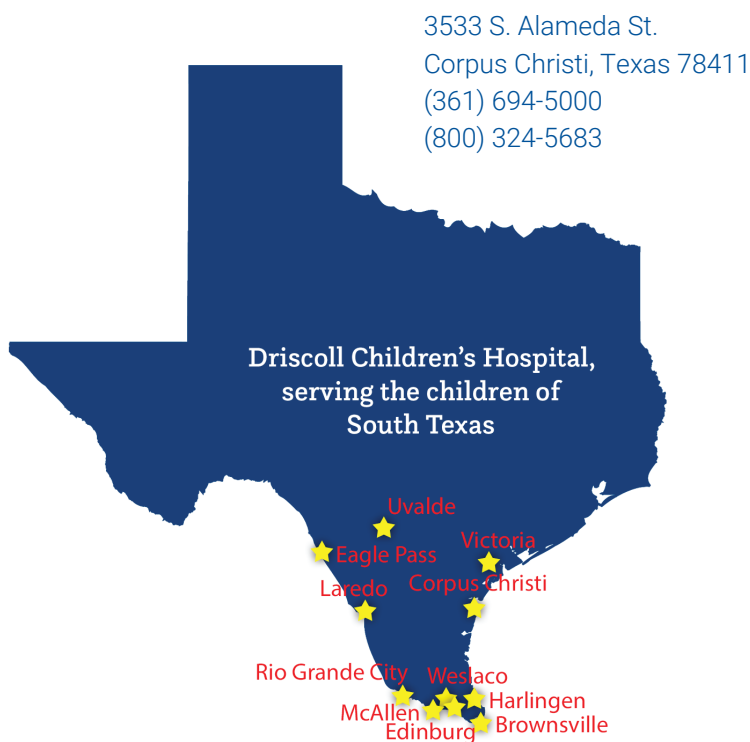 3533 S. Alameda St.
Corpus Christi, Texas 78411
(361) 694-5000
(800) 324-5683
Driscoll Children’s Hospital,
serving the children of
South Texas
Uvalde
Victoria
Eagle Pass
Corpus Christi
Laredo
Rio Grande City
Weslaco
Harlingen
McAllen
Brownsville
Edinburg